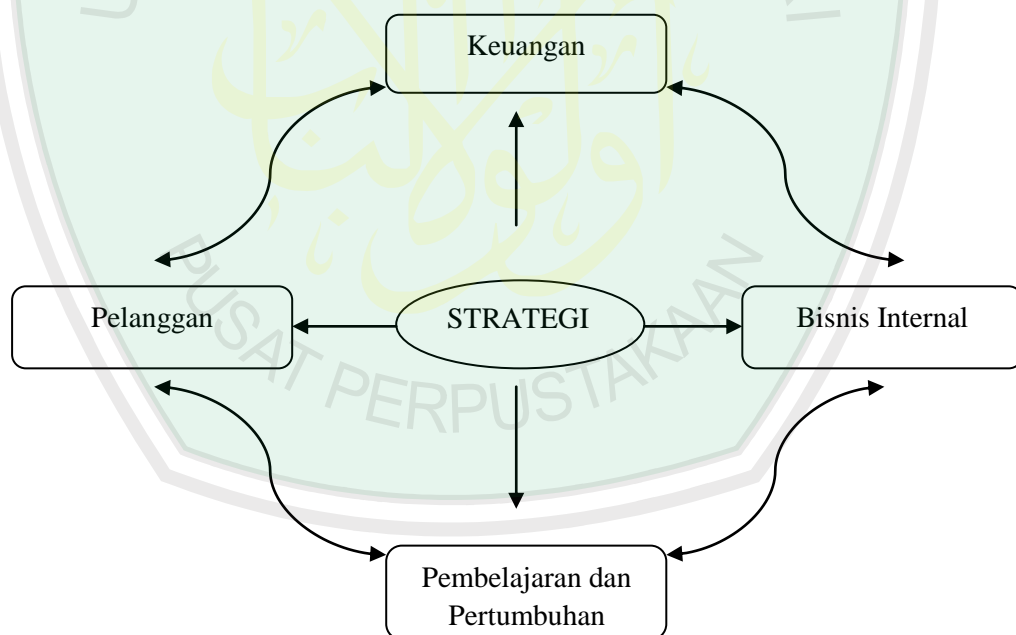 Keuangan
Pelanggan
STRATEGI
Bisnis Internal
PUSAT PERPUSTAKAAN
Pembelajaran dan
Pertumbuhan